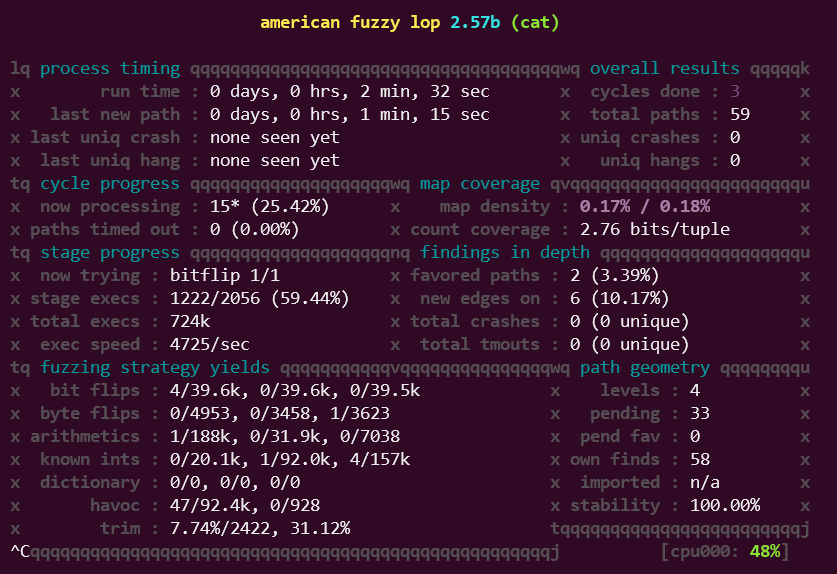 american fuzzy lop 2.57b (cat)
lq process timing qqqqqqqqqqqqqqqqqqqqqqqqqqqqqqqqqqqqqwq overall results qqqqqk
x        run time : 0 days, 0 hrs, 2 min, 32 sec       x  cycles done : 3      x
x   last new path : 0 days, 0 hrs, 1 min, 15 sec       x  total paths : 59     x
x last uniq crash : none seen yet                      x uniq crashes : 0      x
x  last uniq hang : none seen yet                      x   uniq hangs : 0      x
tq cycle progress qqqqqqqqqqqqqqqqqqqqwq map coverage qvqqqqqqqqqqqqqqqqqqqqqqqu
x  now processing : 15* (25.42%)      x    map density : 0.17% / 0.18%         x
x paths timed out : 0 (0.00%)         x count coverage : 2.76 bits/tuple       x
tq stage progress qqqqqqqqqqqqqqqqqqqqnq findings in depth qqqqqqqqqqqqqqqqqqqqu
x  now trying : bitflip 1/1           x favored paths : 2 (3.39%)              x
x stage execs : 1222/2056 (59.44%)    x  new edges on : 6 (10.17%)             x
x total execs : 724k                  x total crashes : 0 (0 unique)           x
x  exec speed : 4725/sec              x  total tmouts : 0 (0 unique)           x
tq fuzzing strategy yields qqqqqqqqqqqvqqqqqqqqqqqqqqqwq path geometry qqqqqqqqu
x   bit flips : 4/39.6k, 0/39.6k, 0/39.5k             x    levels : 4          x
x  byte flips : 0/4953, 0/3458, 1/3623                x   pending : 33         x
x arithmetics : 1/188k, 0/31.9k, 0/7038               x  pend fav : 0          x
x  known ints : 0/20.1k, 1/92.0k, 4/157k              x own finds : 58         x
x  dictionary : 0/0, 0/0, 0/0                         x  imported : n/a        x
x       havoc : 47/92.4k, 0/928                       x stability : 100.00%    x
x        trim : 7.74%/2422, 31.12%                    tqqqqqqqqqqqqqqqqqqqqqqqqj
^Cqqqqqqqqqqqqqqqqqqqqqqqqqqqqqqqqqqqqqqqqqqqqqqqqqqqqj          [cpu000: 48%]